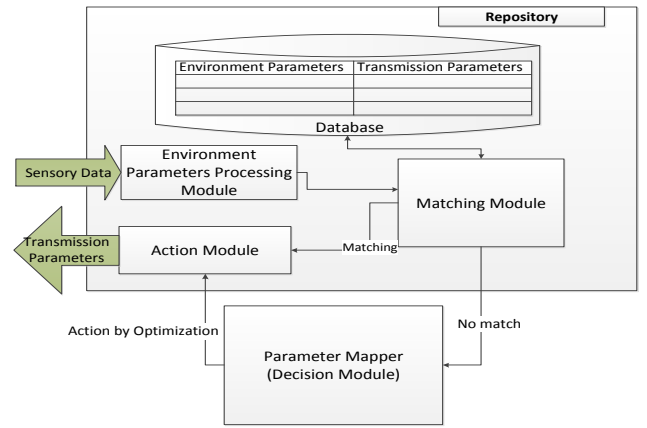 Repository
Environment Parameters
Transmission Parameters
Database
Sensory Data
Environment
Parameters Processing
Module
Matching Module
Transmission
Parameters
Action Module
Matching
Action by Optimization
No match
Parameter Mapper
(Decision Module)